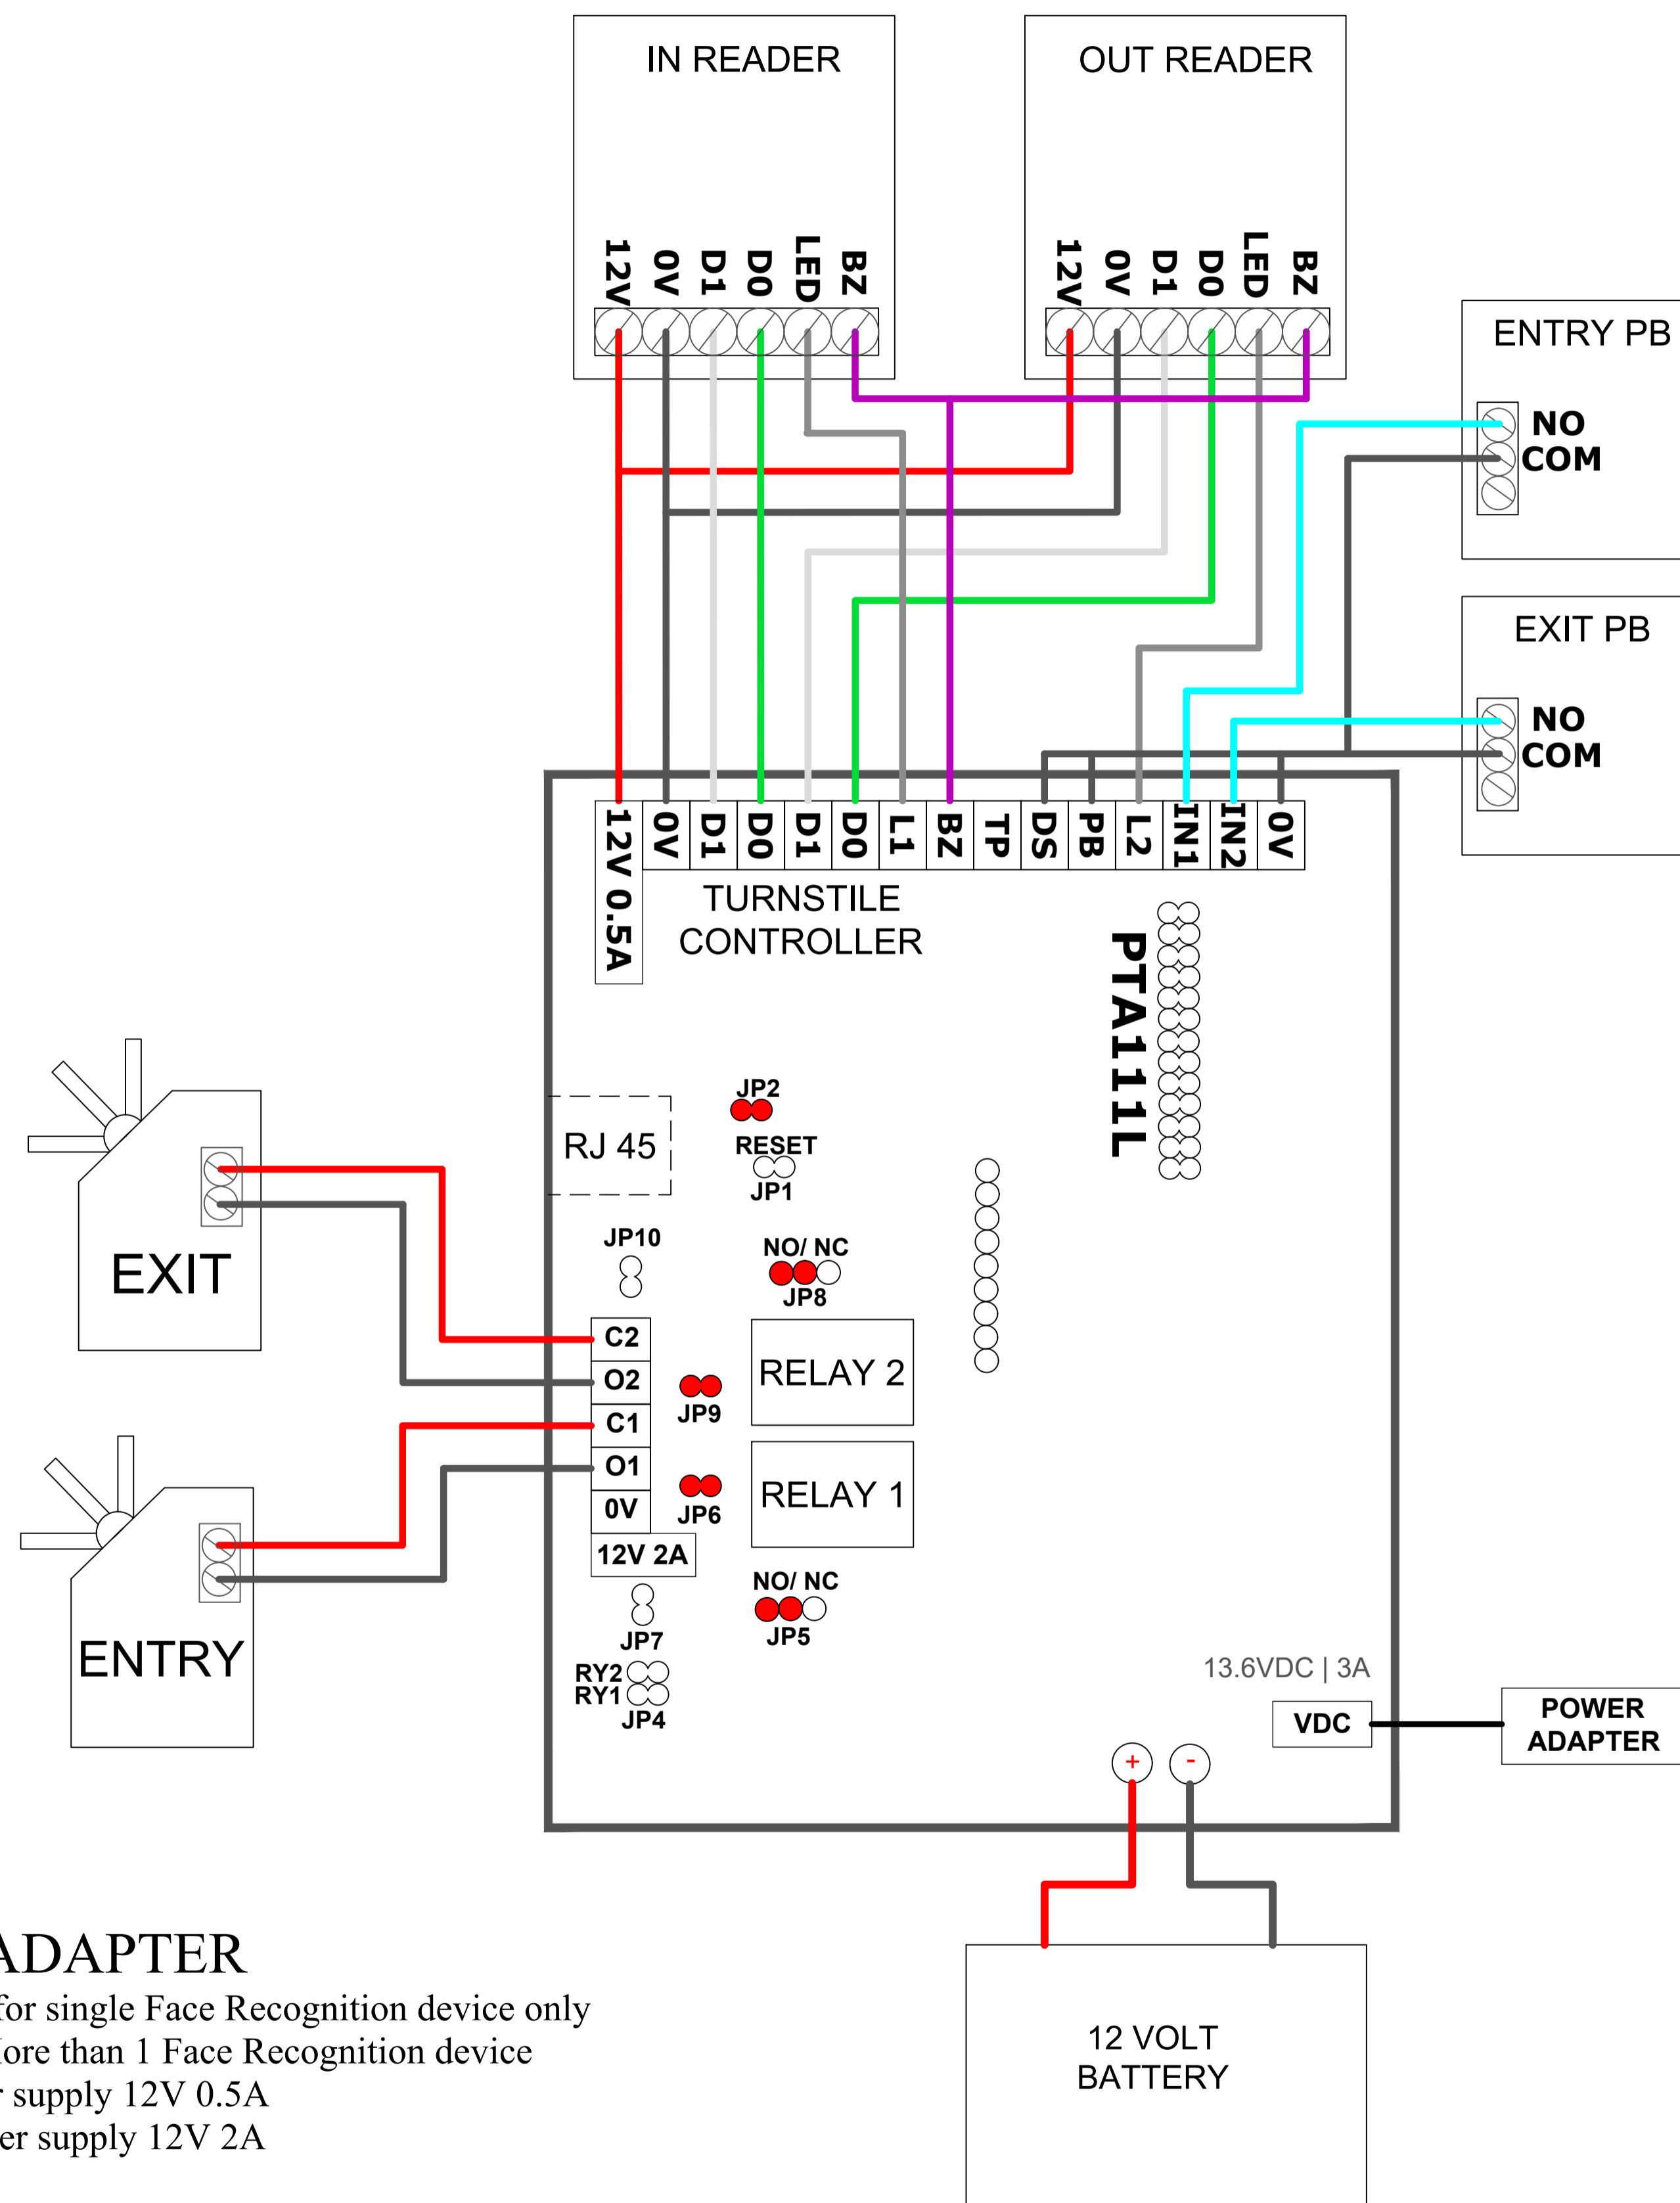 IN READER
OUT READER
12V
0V
D1
D0
LED
BZ
12V
0V
D1
D0
LED
BZ
ENTRY PB
NO
COM
EXIT PB
NO
COM
12V 0.5A
0V
D1
D0
D1
D0
L1
BZ
TP
DS
PB
L2
IN1
IN2
0V
TURNSTILE
CONTROLLER
PTA111L
JP2
RESET
JP1
RJ 45
JP10
NO/ NC
JP8
EXIT
C2
O2
C1
O1
0V
12V 2A
JP9
JP6
RELAY 2
RELAY 1
ENTRY
NO/ NC
JP5
JP7
RY2
RY1
JP4
13.6VDC | 3A
VDC
POWER
ADAPTER
+
-
12 VOLT
BATTERY
ADAPTER
for single Face Recognition device only
than 1 Face Recognition device
supply 12V 0.5A
supply 12V 2A